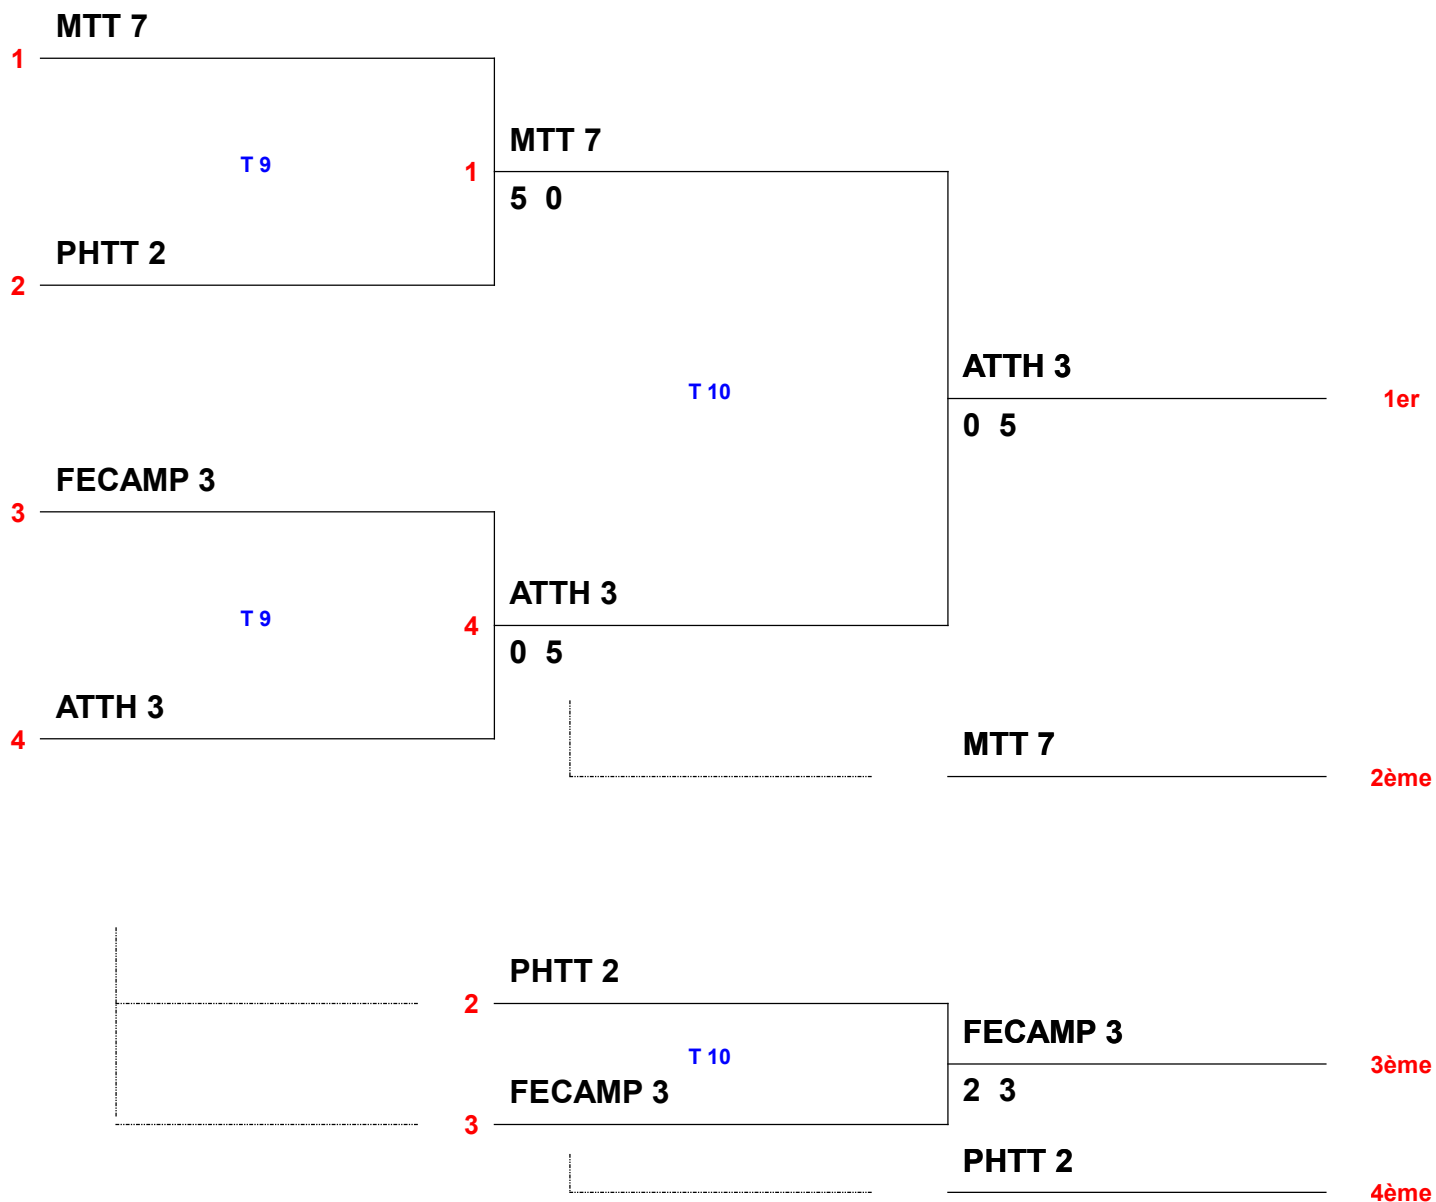 MTT 7
1
T 9
MTT 7
1
5 0
PHTT 2
2
ATTH 3
T 10
1er
0 5
FECAMP 3
3
ATTH 3
T 9
4
0 5
ATTH 3
4
MTT 7
2ème
PHTT 2
2
FECAMP 3
T 10
3ème
FECAMP 3
2 3
3
PHTT 2
4ème